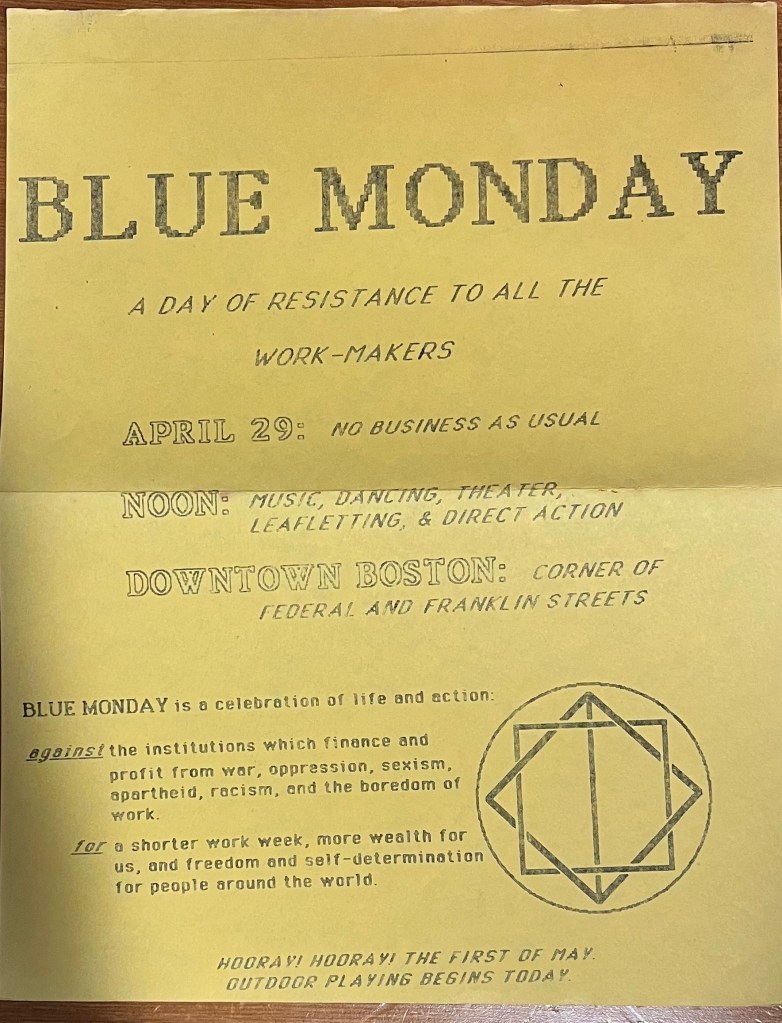 BLUE MONDAY
A DAY OF RESISTANCE TO ALL THE
WORK-MAKERS
APRIL 29: NO BUSINESS AS USUAL
NOON: MUSIC, DANCING, THEATER,
LEAFLETTING, & DIRECT ACTION
DOWNTOWN BOSTON: CORNER OF
FEDERAL AND FRANKLIN STREETS
BLUE MONDAY is a celebration of life and action:
against the institutions which finance and
profit from war, oppression, sexism,
apartheid, racism, and the boredom of
work.
for a shorter work week, more wealth for
us, and freedom and self-determination
for people around the world.
HOORAY! HOORAY! THE FIRST OF MAY.
OUTDOOR PLAYING BEGINS TODAY.